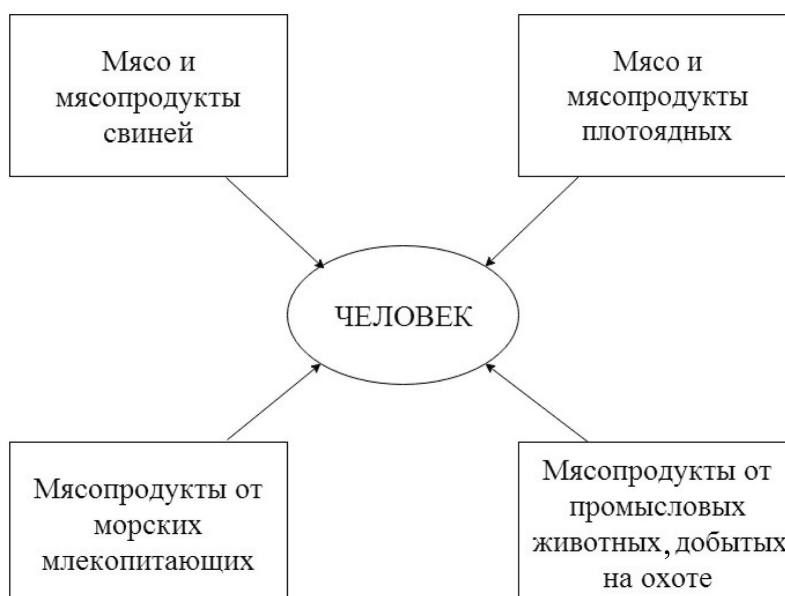 Мясо и
мясопродукты
свиней
Мясо и
мясопродукты
плотоядных
ЧЕЛОВЕК
Мясопродукты от
морских
млекопитающих
Мясопродукты от
промысловых
животных, добытых
на охоте